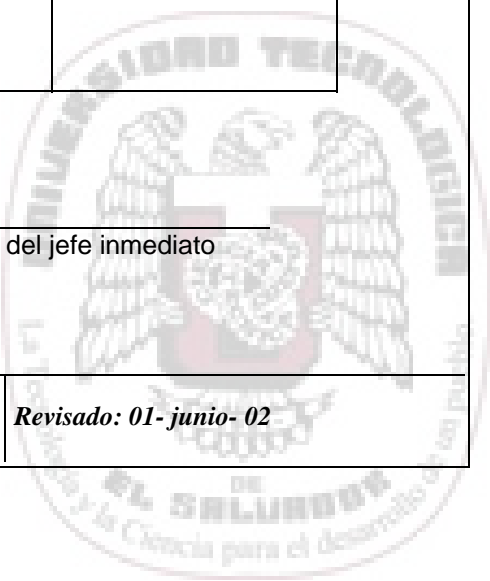 UNIVERSIDAD TECNOLOGICA
del jefe inmediato
Revisado: 01- junio- 02
La Tecnología y la Ciencia para el desarrollo de un pueblo
DE
EL SALVADOR